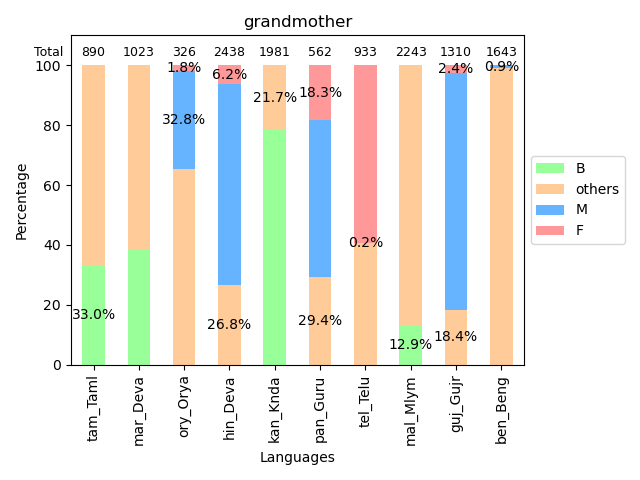 grandmother
Total 890 1023 326 2438 1981 562 933 2243 1310 1643
100
80
60
40
20
0
Percentage
1.8%
6.2%
2.4%
0.9%
21.7%
18.3%
32.8%
0.2%
33.0%
26.8%
29.4%
12.9%
18.4%
B
others
M
F
tam_Taml
mar_Deva
ory_Orya
hin_Deva
kan_Knda
pan_Guru
tel_Telu
mal_Mlym
guj_Gujr
ben_Beng
Languages